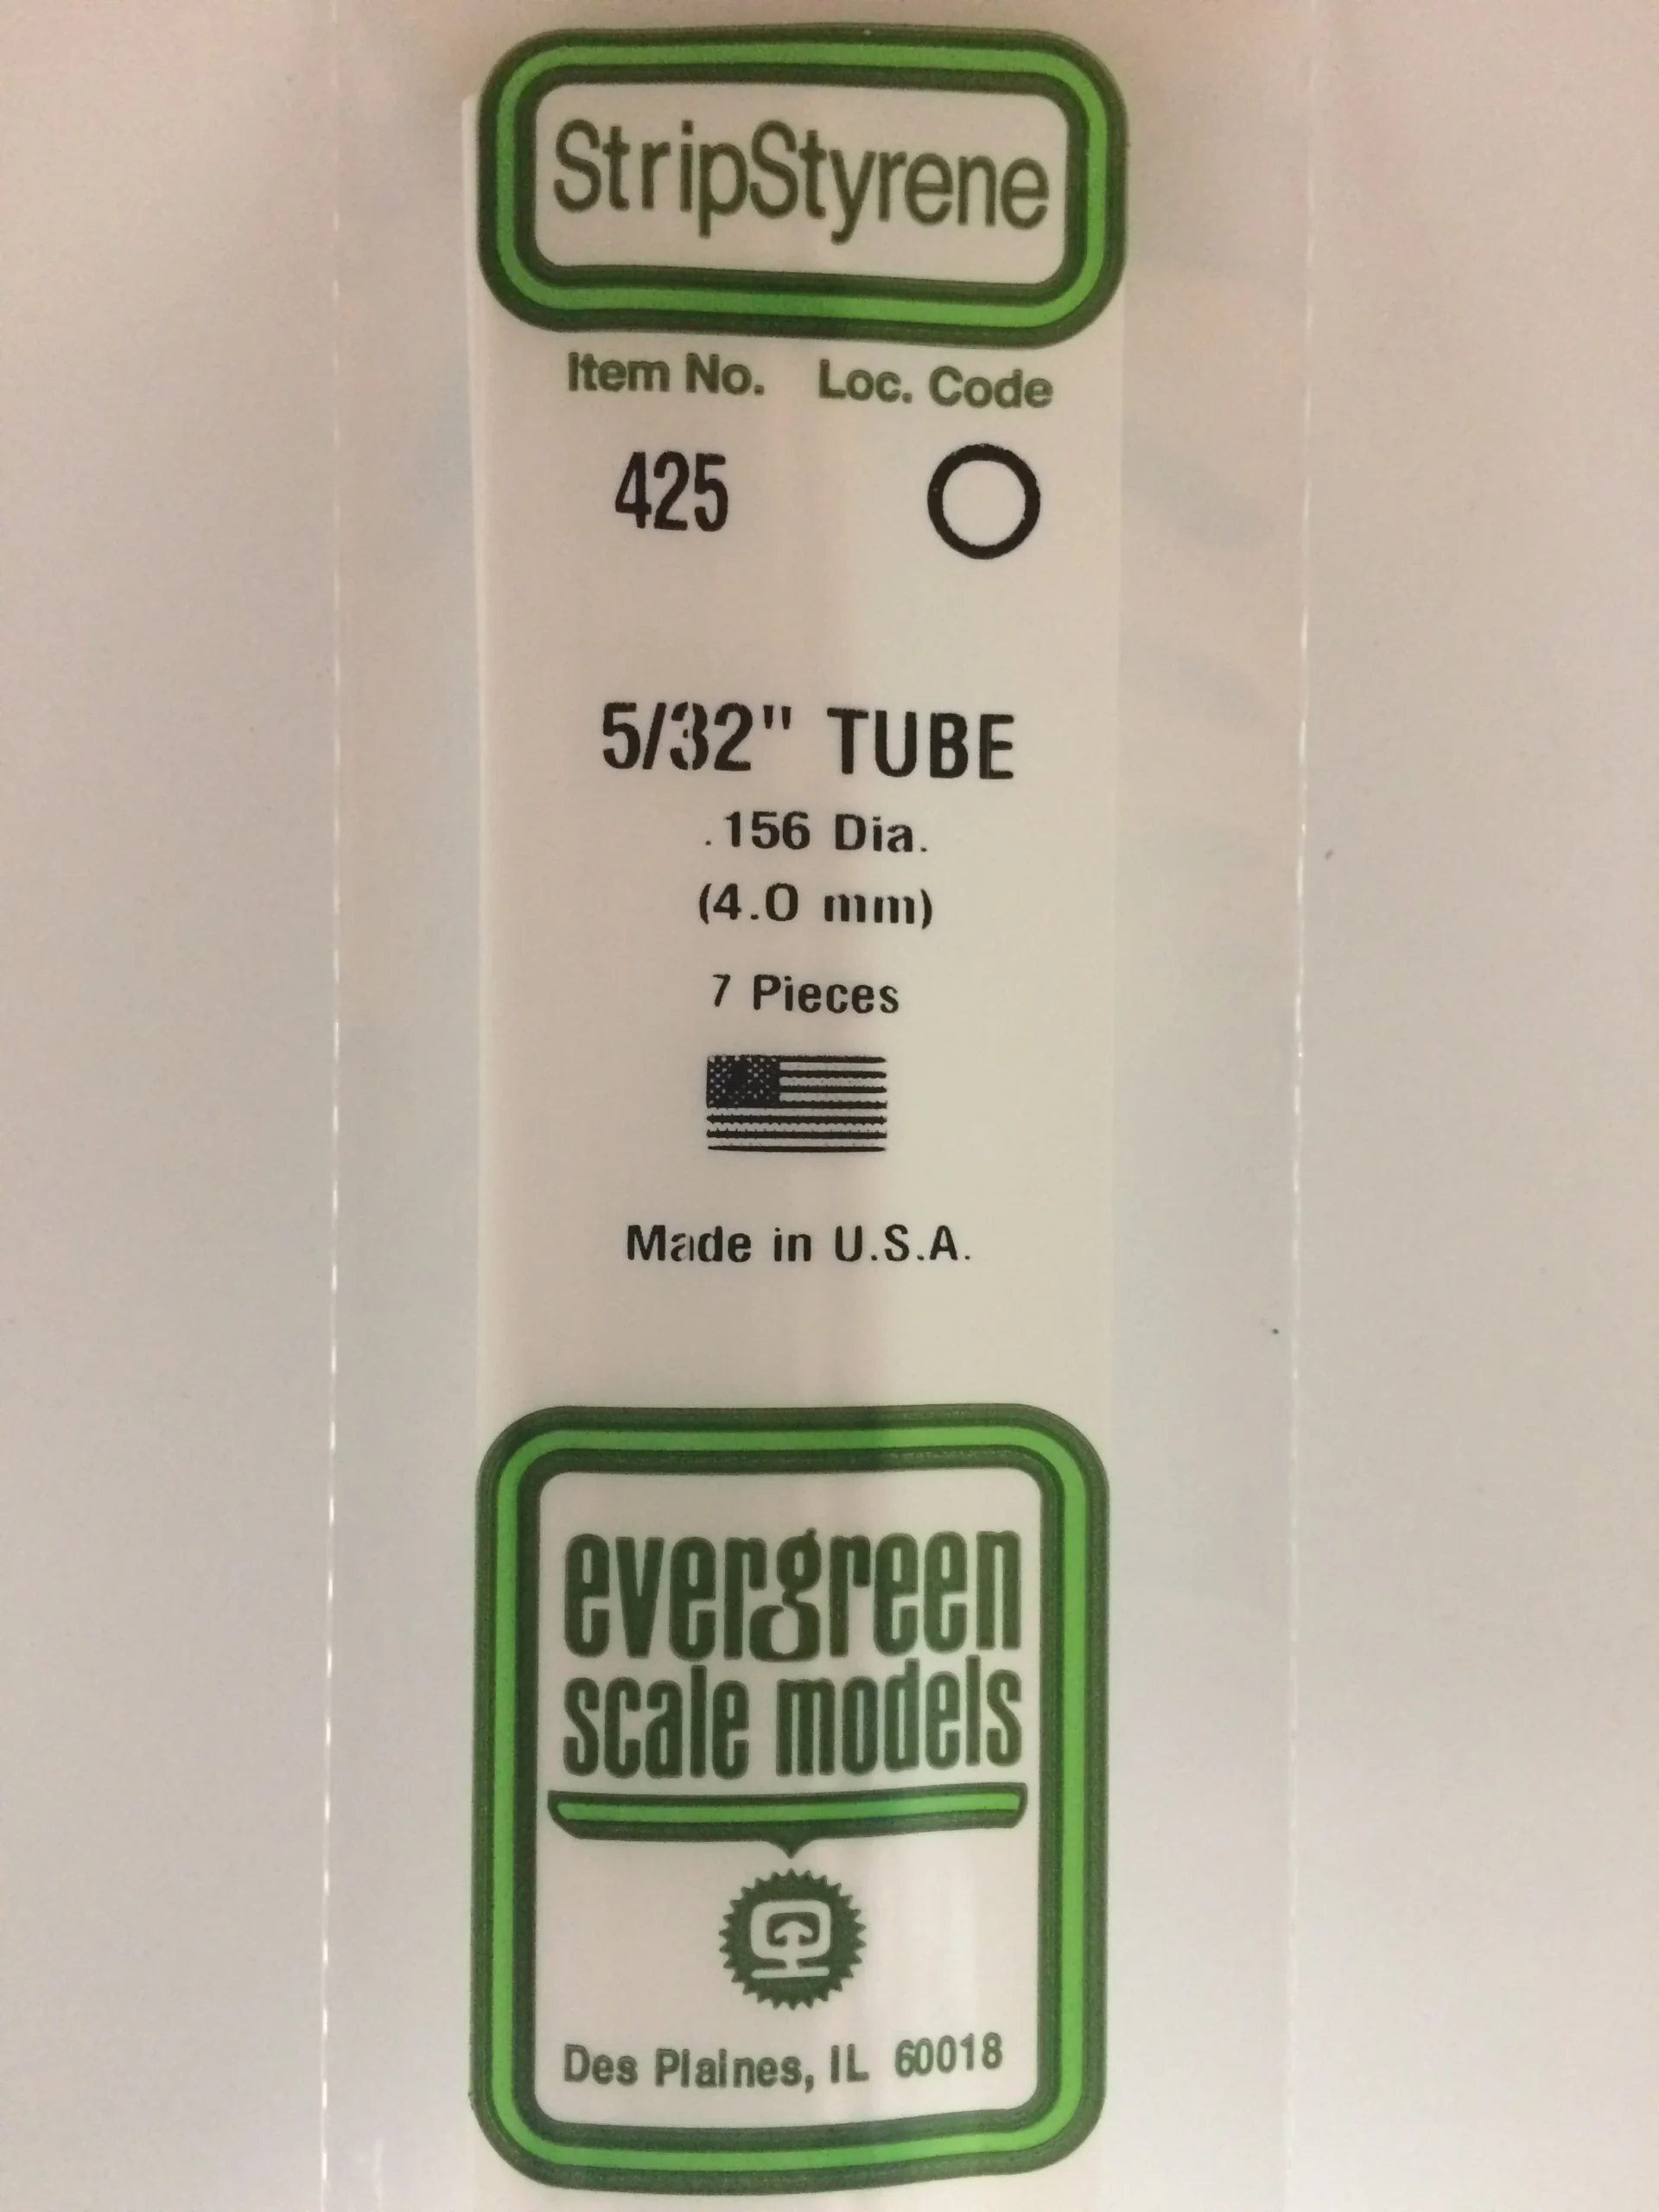 StripStyrene
Item No. Loc. Code
425
5/32" TUBE
.156 Dia.
(4.0 mm)
7 Pieces
Made in U.S.A.
evergreen
scale models
Des Plaines, IL 60018